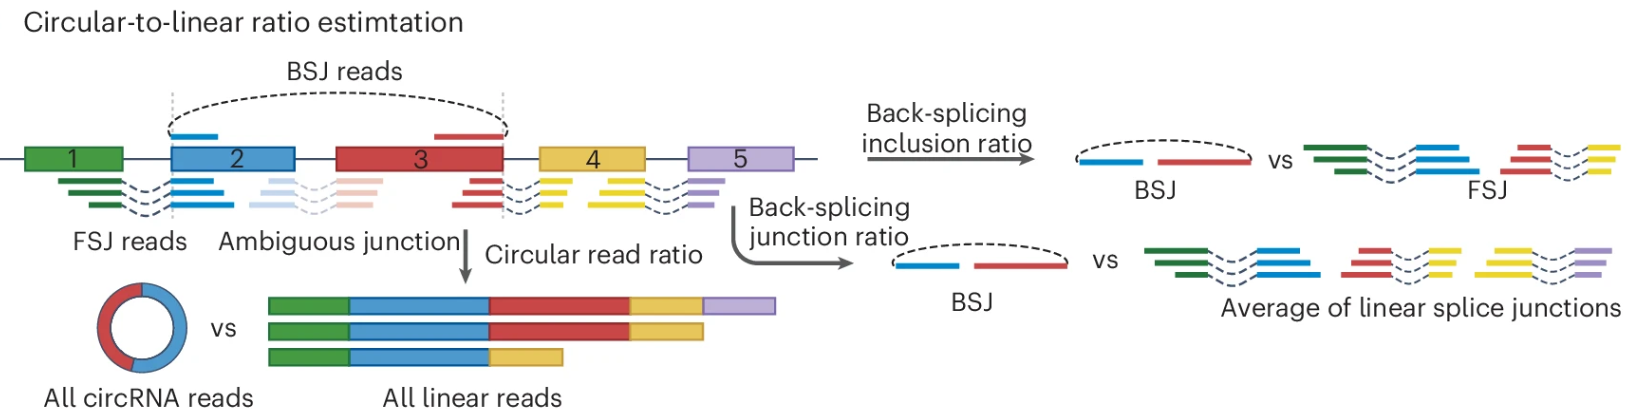 Circular-to-linear ratio estimtation
BSJ reads
1
2
3
4
5
FSJ reads
Ambiguous junction
Circular read ratio
Back-splicing
inclusion ratio
BSJ
vs
FSJ
Back-splicing
junction ratio
BSJ
vs
Average of linear splice junctions
vs
All circRNA reads
All linear reads